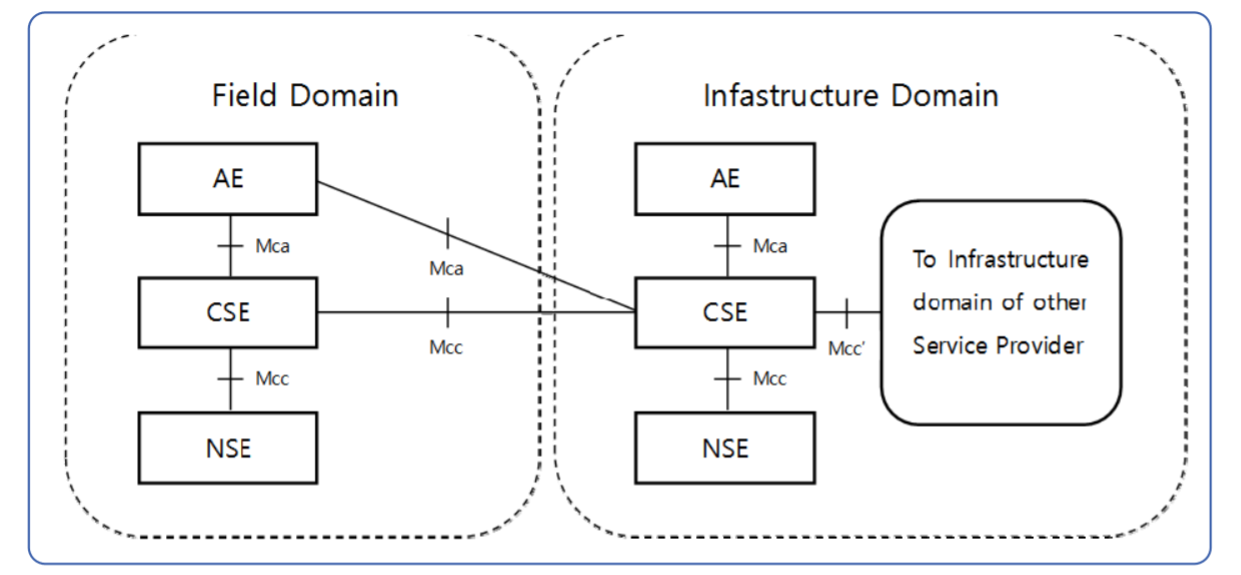 Field Domain
Infastructure Domain
AE
AE
Mca
Mca
Mca
To Infrastructure
domain of other
Service Provider
CSE
CSE
Mcc
Mcc'
Mcc
Mcc
NSE
NSE